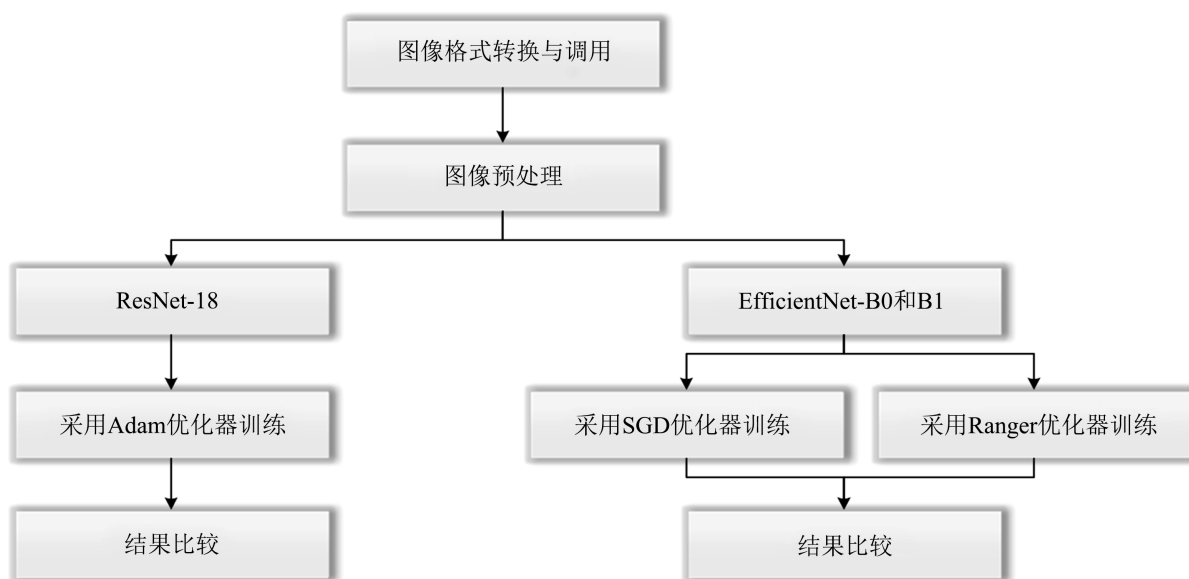 图像格式转换与调用
图像预处理
ResNet-18
EfficientNet-B0和B1
采用Adam优化器训练
采用SGD优化器训练
采用Ranger优化器训练
结果比较
结果比较